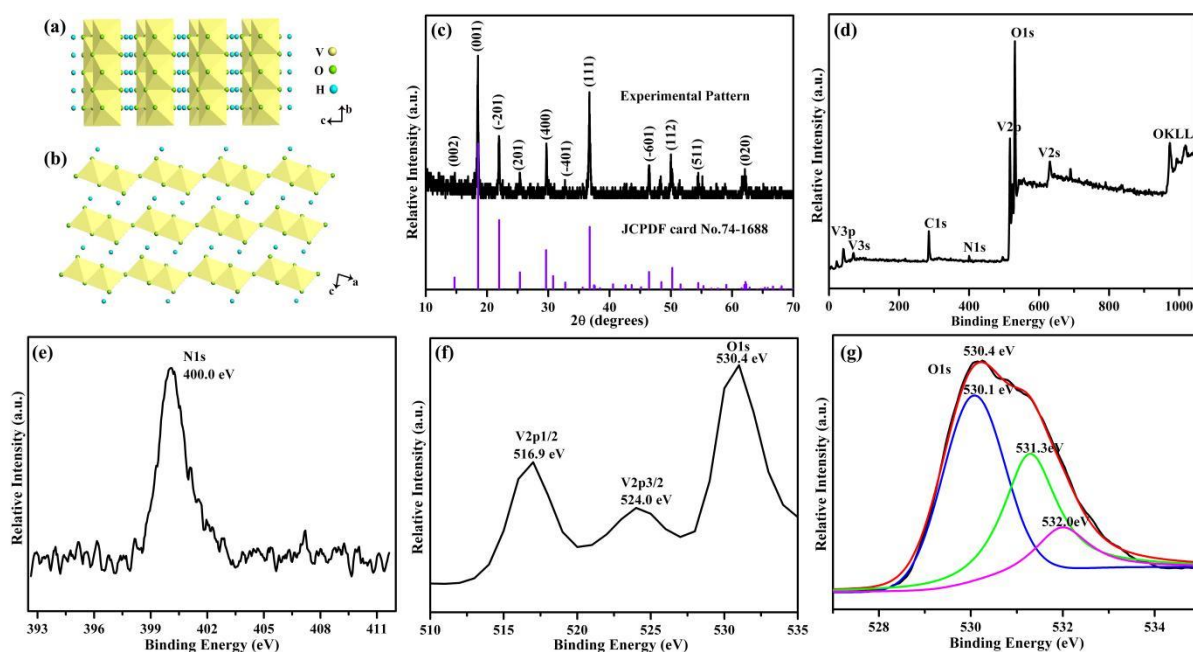 (a)
V
O
H
b
c
(b)
c
a
(c)
(002)
(001)
(-201)
(201)
(400)
(-401)
(111)
(-601)
(112)
(511)
(020)
Experimental Pattern
JCPDF card No.74-1688
Relative Intensity (a.u.)
10 20 30 40 50 60 70
2θ (degrees)
(d)
O1s
V2p
V2s
OKLL
C1s
N1s
V3p
V3s
Relative Intensity (a.u.)
0 200 400 600 800 1000
Binding Energy (eV)
(e)
N1s
400.0 eV
Relative Intensity (a.u.)
393 396 399 402 405 408 411
Binding Energy (eV)
(f)
O1s
530.4 eV
V2p1/2
516.9 eV
V2p3/2
524.0 eV
Relative Intensity (a.u.)
510 515 520 525 530 535
Binding Energy (eV)
(g)
530.4 eV
O1s
530.1 eV
531.3eV
532.0eV
Relative Intensity (a.u.)
528 530 532 534
Binding Energy (eV)